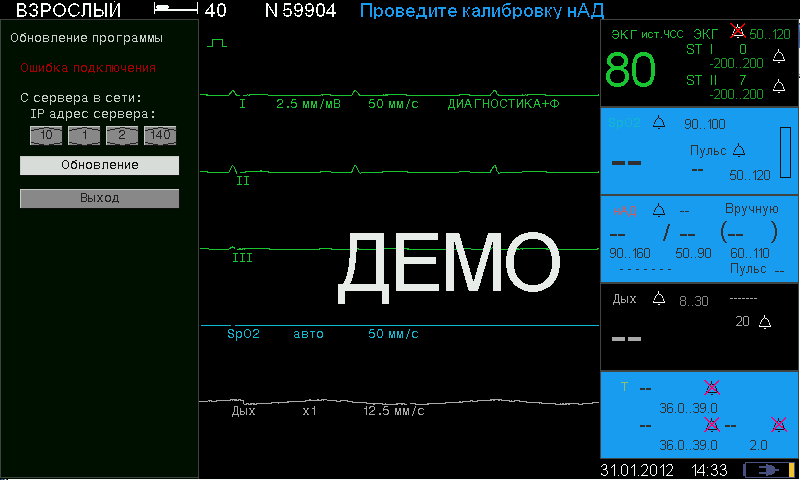 ВЗРОСЛЫЙ 40 N 59904 Проведите калибровку нАД
Обновление программы
Ошибка подключения
С сервера в сети:
IP адрес сервера:
10 1 2 140
Обновление
Выход
I 2.5 мм/мВ 50 мм/с ДИАГНОСТИКА+Ф
II
III
ДЕМО
SpO2 авто 50 мм/с
Дых x1 12.5 мм/с
ЭКГ ист.ЧСС ЭКГ 50..120
80
ST I 0
-200..200
ST II 7
-200..200
SpO2 90..100
-- Пульс
--
50..120
нАД -- Вручную
-- / -- (-- )
90..160 50..90 60..110
------- Пульс --
Дых 8..30 ------
20
--
T --
36.0..39.0
-- --
36.0..39.0 2.0
31.01.2012 14:33